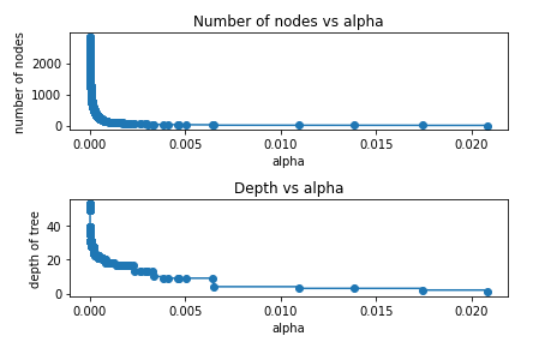 Number of nodes vs alpha
number of nodes
2000
1000
0
0.000 0.005 0.010 0.015 0.020
alpha
Depth vs alpha
depth of tree
40
20
0
0.000 0.005 0.010 0.015 0.020
alpha